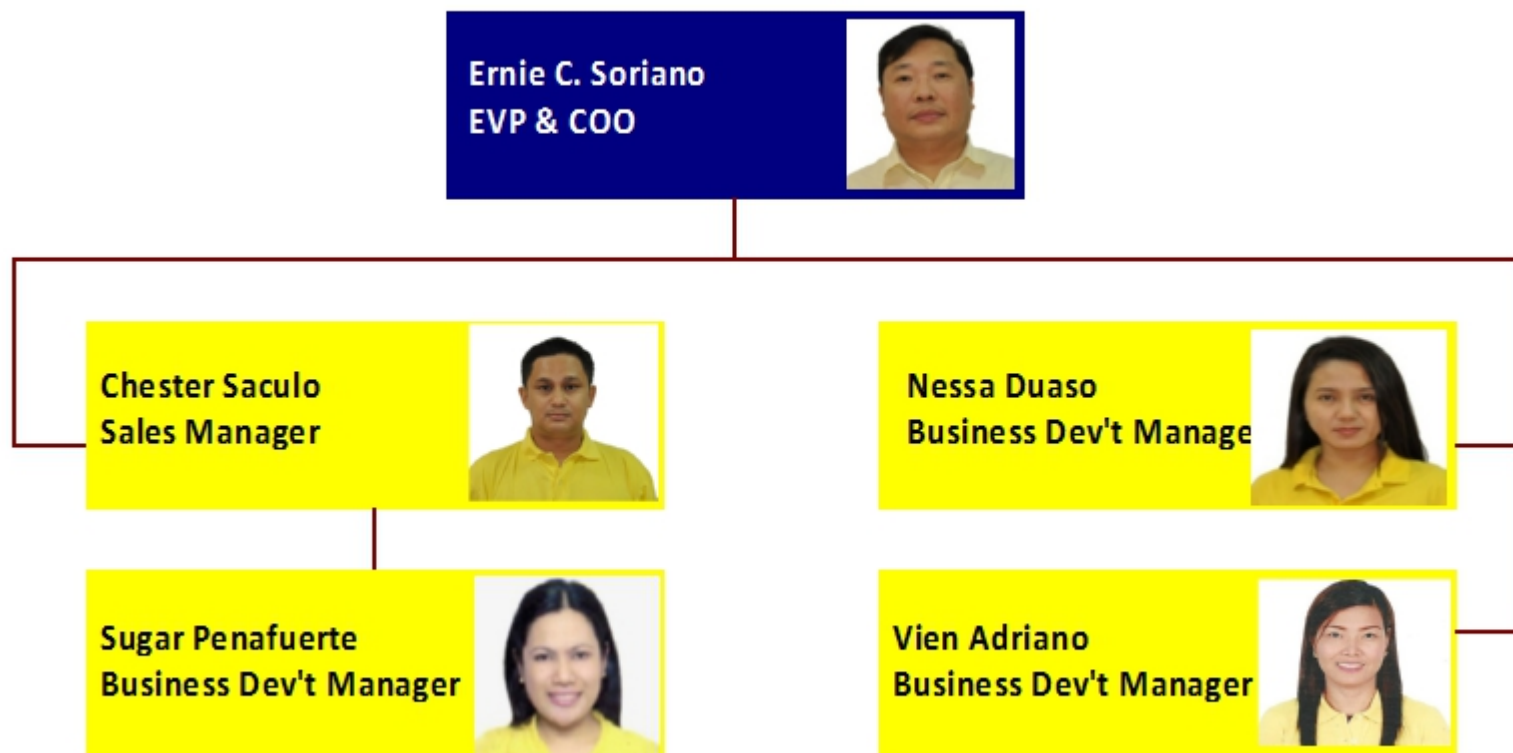 Ernie C. Soriano
EVP & COO
Chester Saculo
Sales Manager
Nessa Duaso
Business Dev't Manage
Sugar Penafuerte
Business Dev't Manager
Vien Adriano
Business Dev't Manager